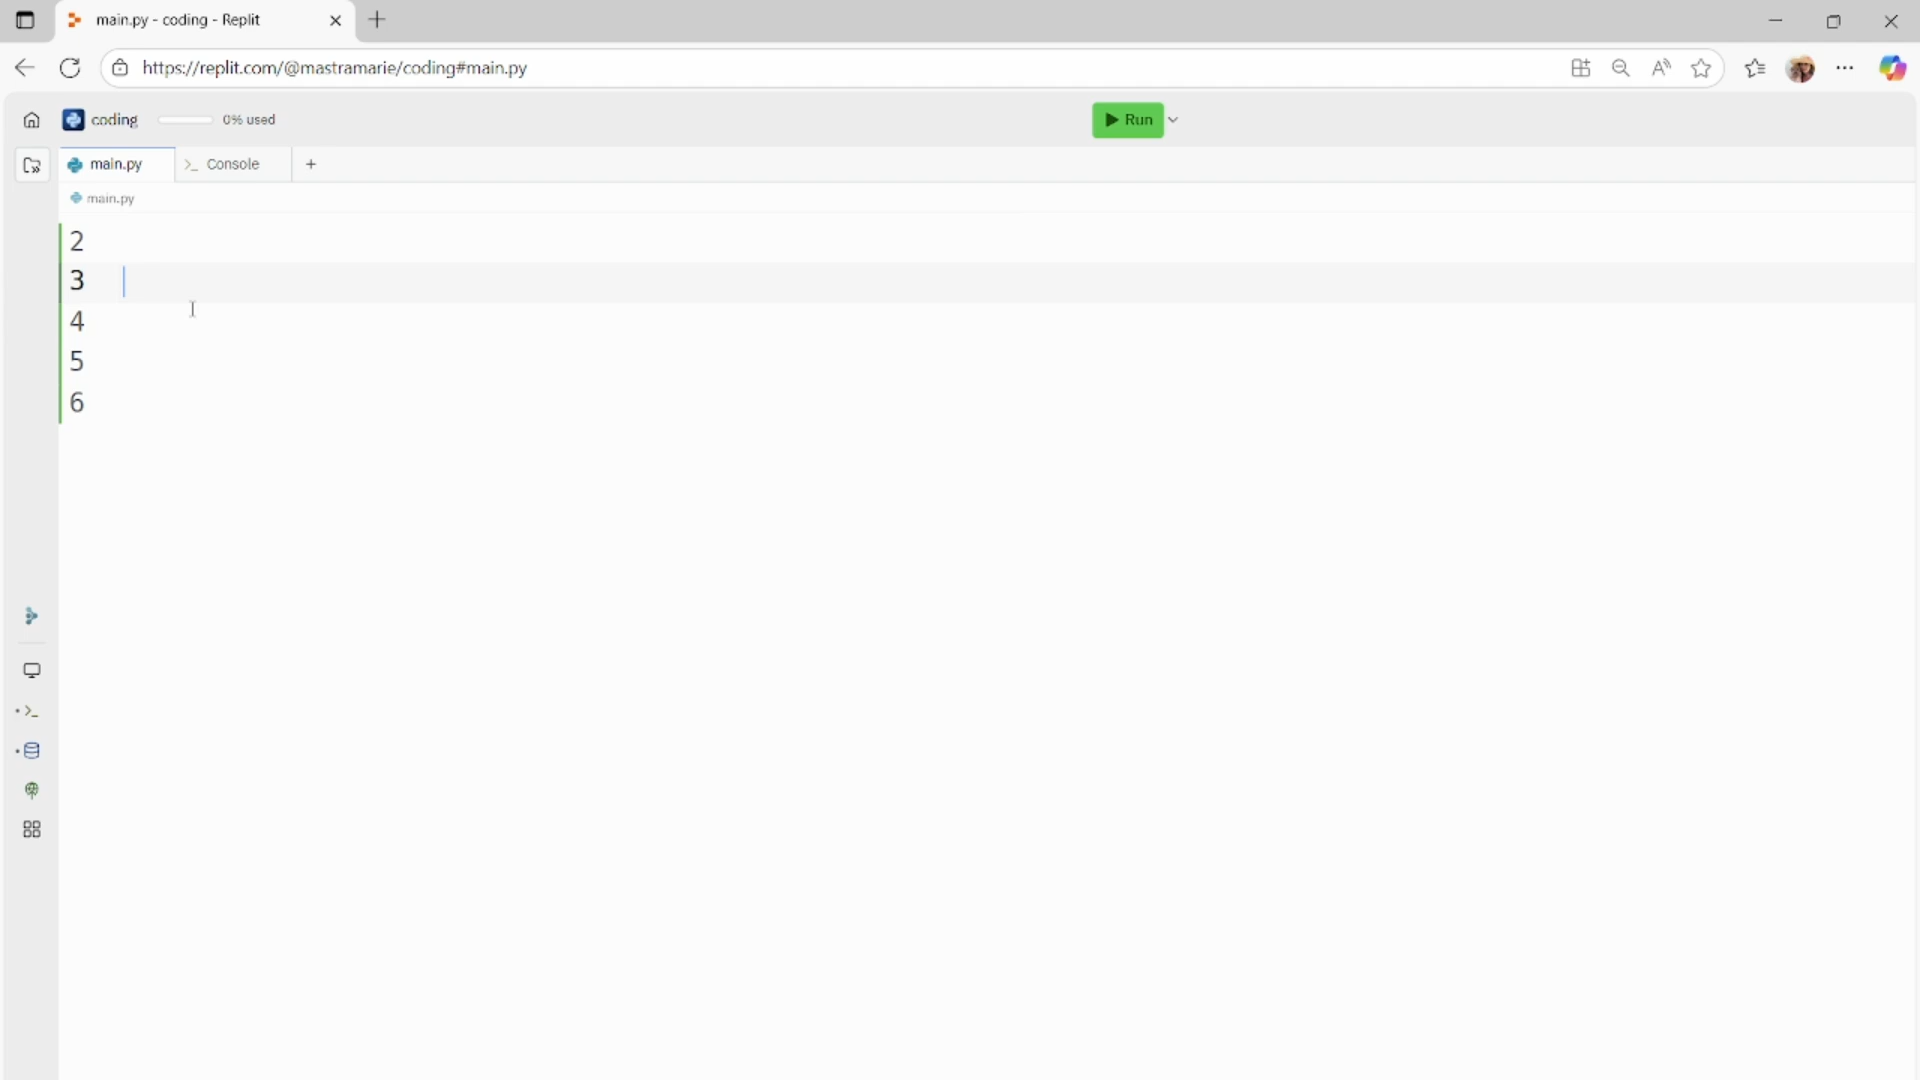 main.py - coding - Replit
https://replit.com/@mastramarie/coding#main.py
coding 0% used Run
main.py >_ Console +
main.py
2
3
4
5
6